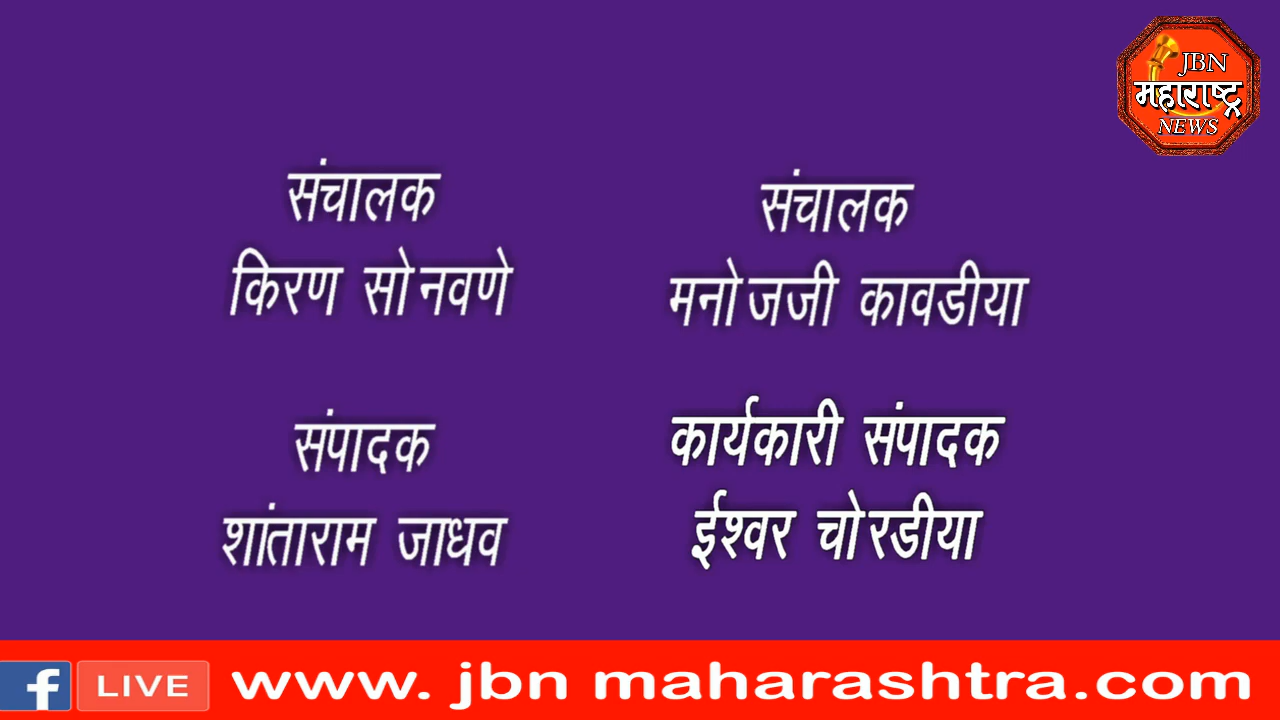 JBN
महाराष्ट्र
NEWS
संचालक
किरण सोनवणे
संचालक
मनोजजी कावडीया
संपादक
शांताराम जाधव
कार्यकारी संपादक
ईश्वर चोरडीया
f LIVE www. jbn maharashtra.com